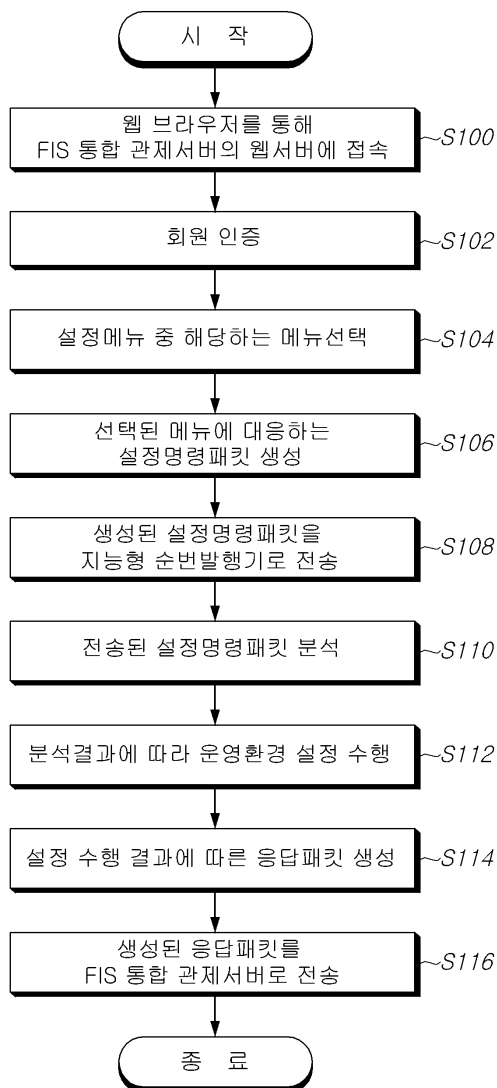 시 작
웹 브라우저를 통해
FIS 통합 관제서버의 웹서버에 접속
S100
회원 인증
S102
설정메뉴 중 해당하는 메뉴선택
S104
선택된 메뉴에 대응하는
설정명령패킷 생성
S106
생성된 설정명령패킷을
지능형 순번발행기로 전송
S108
전송된 설정명령패킷 분석
S110
분석결과에 따라 운영환경 설정 수행
S112
설정 수행 결과에 따른 응답패킷 생성
S114
생성된 응답패킷를
FIS 통합 관제서버로 전송
S116
종 료